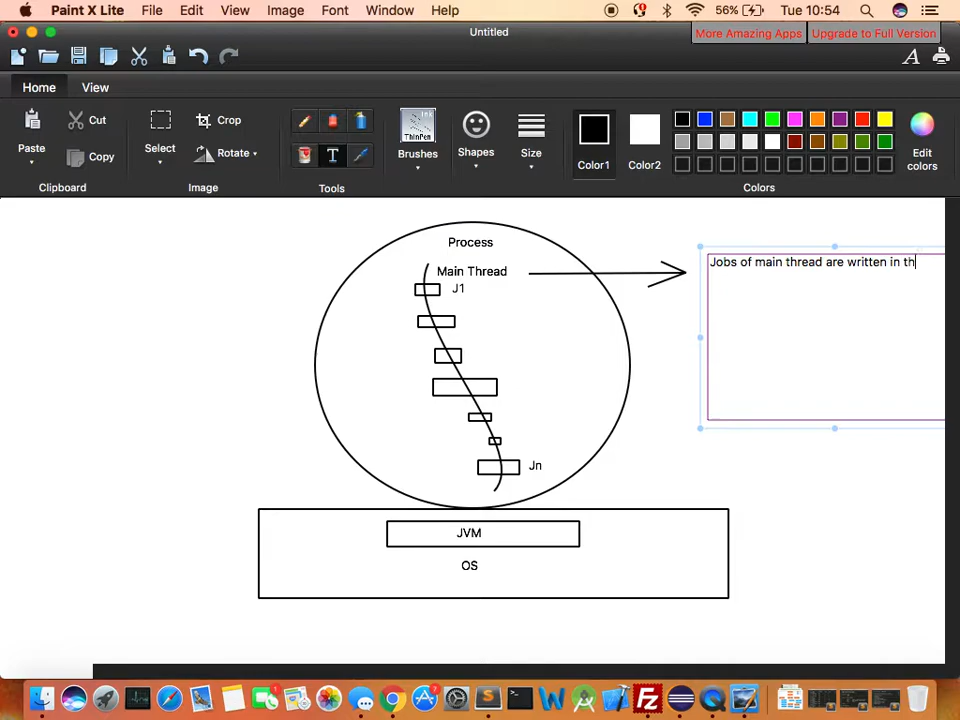 Paint X Lite File Edit View Image Font Window Help 56% Tue 10:54
Untitled
More Amazing Apps Upgrade to Full Version
A
Home View
Paste Cut Copy Clipboard
Select Crop Rotate Image
T
Tools
Ink
ThinPen
Brushes
Shapes
Size
Color1
Color2
Edit
colors
Colors
Process
Main Thread
J1
Jn
JVM
OS
Jobs of main thread are written in th